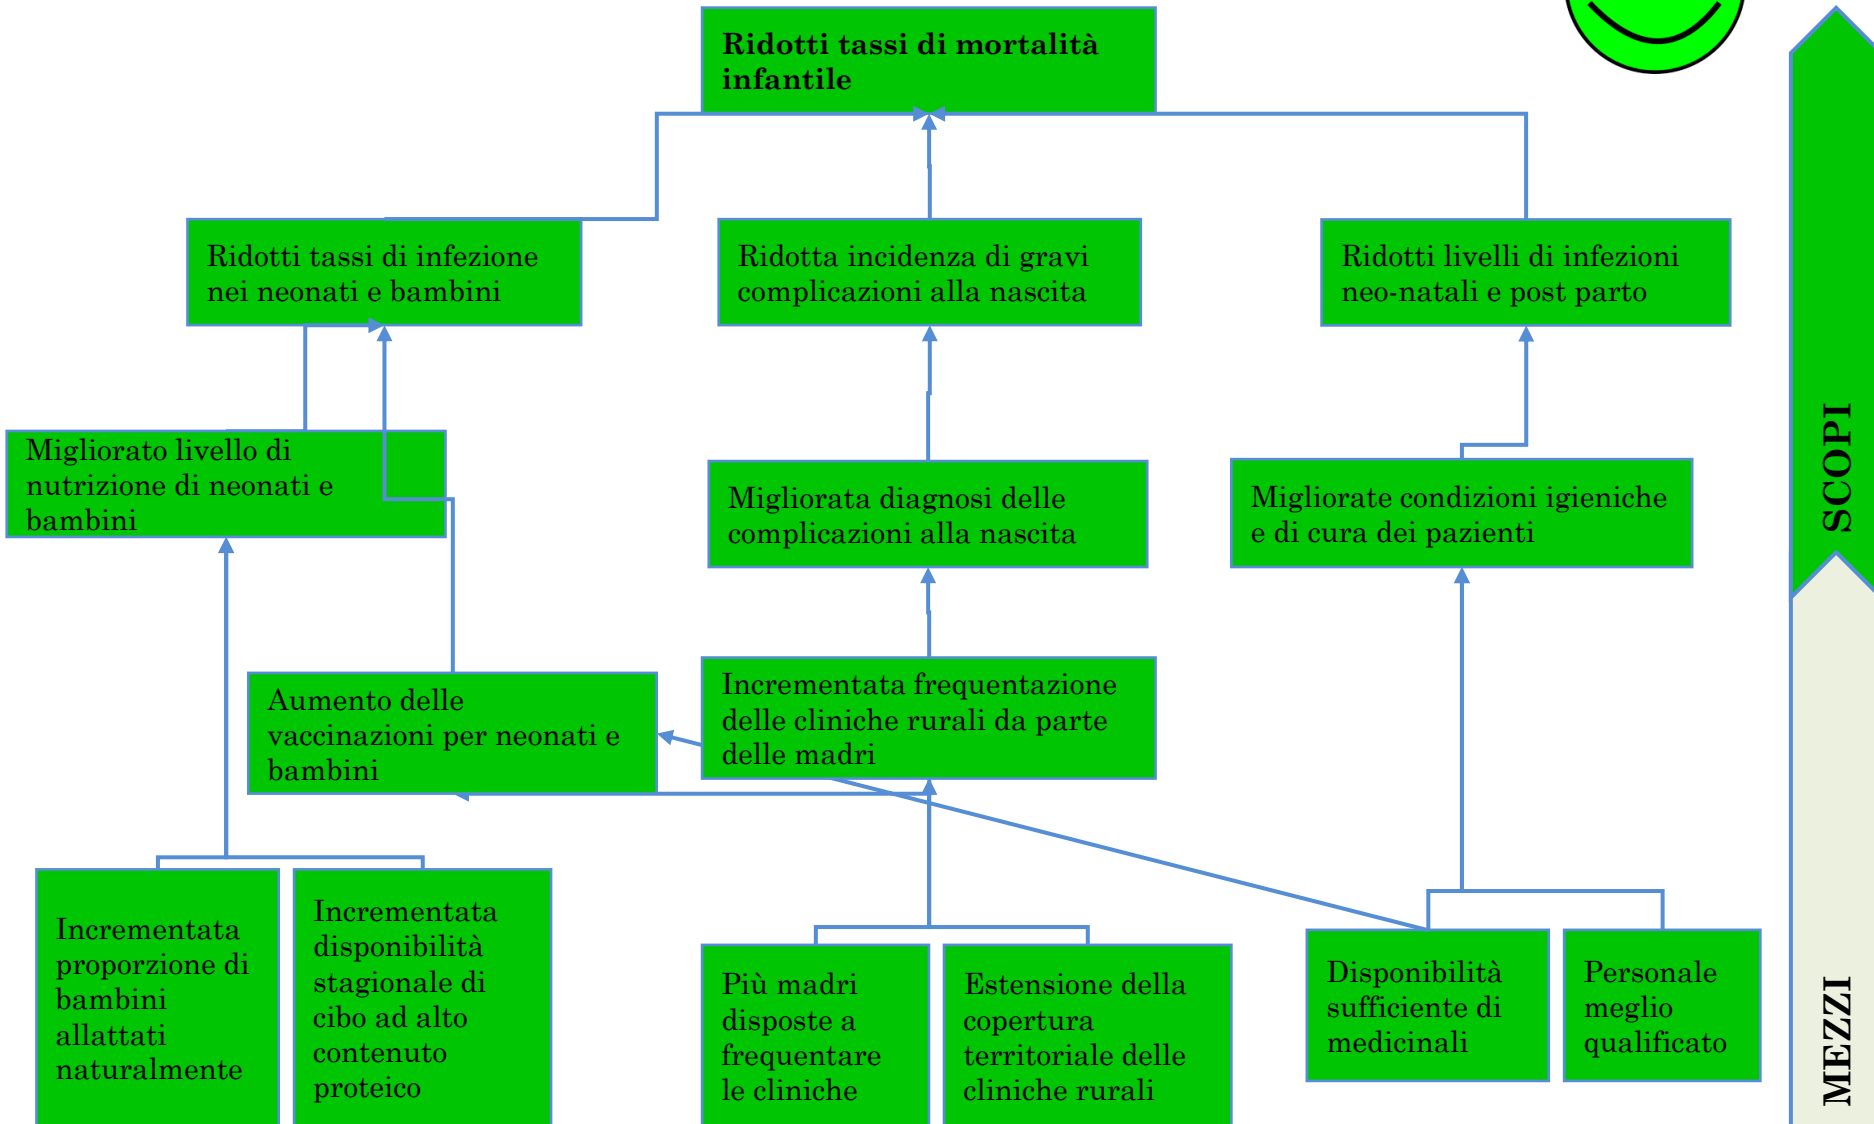 Ridotti tassi di mortalità
infantile
Ridotti tassi di infezione
nei neonati e bambini
Ridotta incidenza di gravi
complicazioni alla nascita
Ridotti livelli di infezioni
neo-natali e post parto
Migliorato livello di
nutrizione di neonati e
bambini
Migliorata diagnosi delle
complicazioni alla nascita
Migliorate condizioni igieniche
e di cura dei pazienti
SCOPI
Aumento delle
vaccinazioni per neonati e
bambini
Incrementata frequentazione
delle cliniche rurali da parte
delle madri
Incrementata
proporzione di
bambini
allattati
naturalmente
Incrementata
disponibilità
stagionale di
cibo ad alto
contenuto
proteico
Più madri
disposte a
frequentare
le cliniche
Estensione della
copertura
territoriale delle
cliniche rurali
Disponibilità
sufficiente di
medicinali
Personale
meglio
qualificato
MEZZI